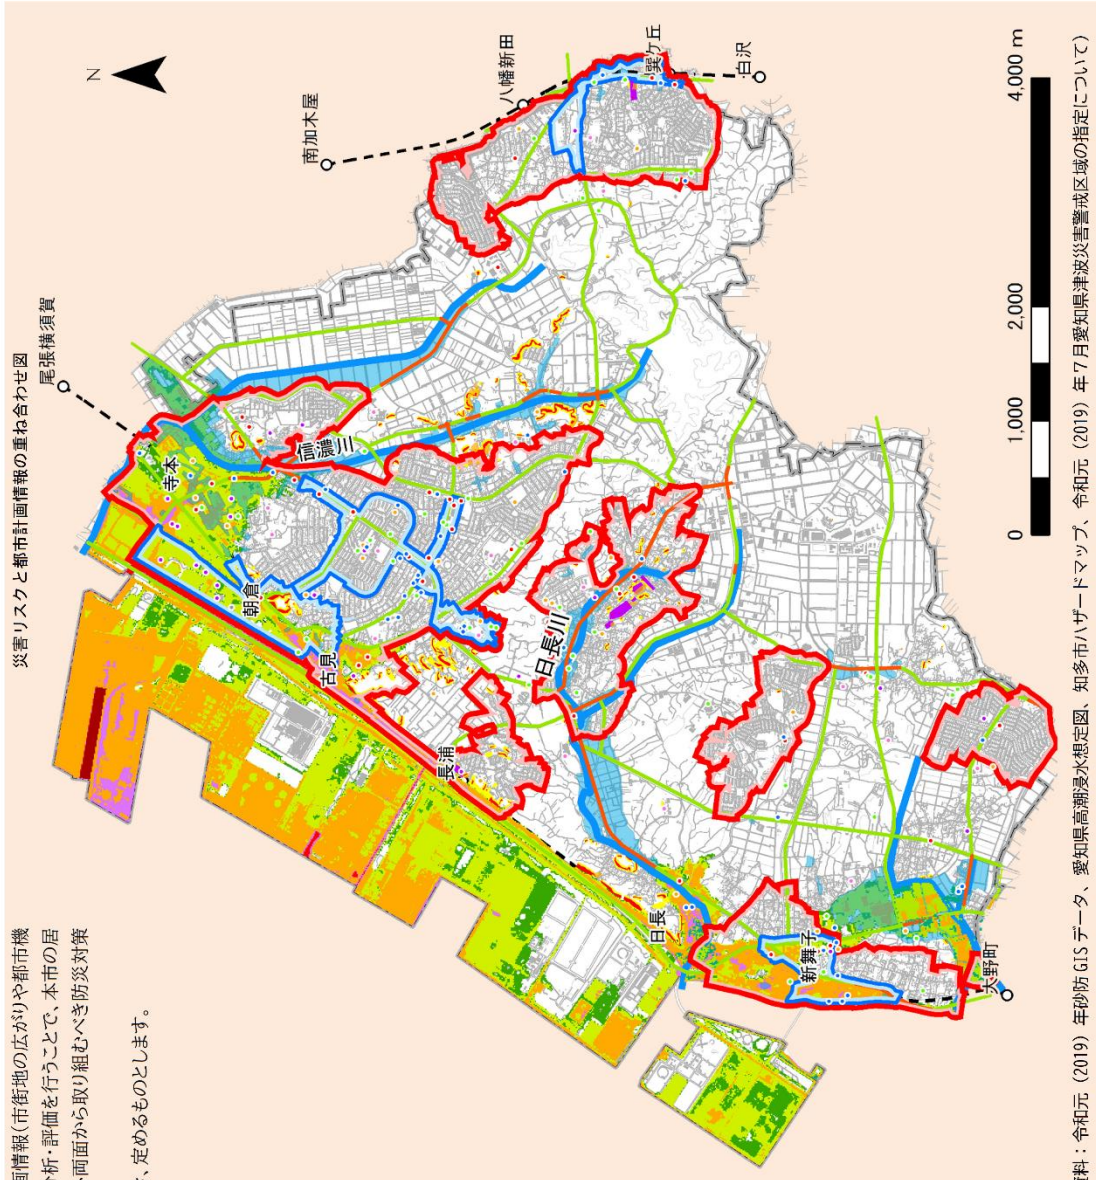 画情報(市街地の広がりや都市機
分析・評価を行うことで、本市の居
両面から取り組むべき防災対策
、定めるものとします。
災害リスクと都市計画情報の重ね合わせ図
N
尾張横須賀
南加木屋
八幡新田
巽ケ丘
白沢
寺本
信濃川
朝倉
古見
長浦
日長川
日長
新舞子
大野町
0 1,000 2,000 4,000 m
資料:令和元(2019)年砂防GISデータ、愛知県高潮浸水想定図、知多市ハザードマップ、令和元(2019)年7月愛知県津波災害警戒区域の指定について)